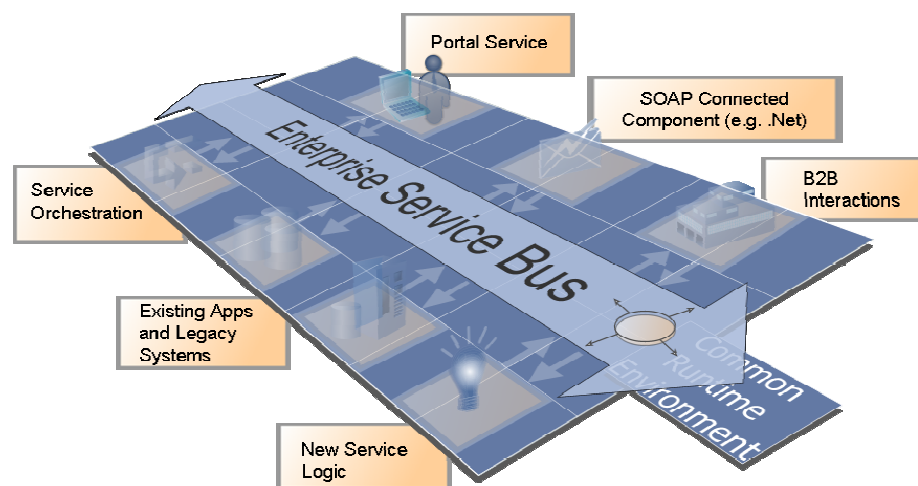 Portal Service
SOAP Connected
Component (e.g. .Net)
B2B
Interactions
Service
Orchestration
Enterprise Service Bus
Existing Apps
and Legacy
Systems
Common
Runtime
Environment
New Service
Logic